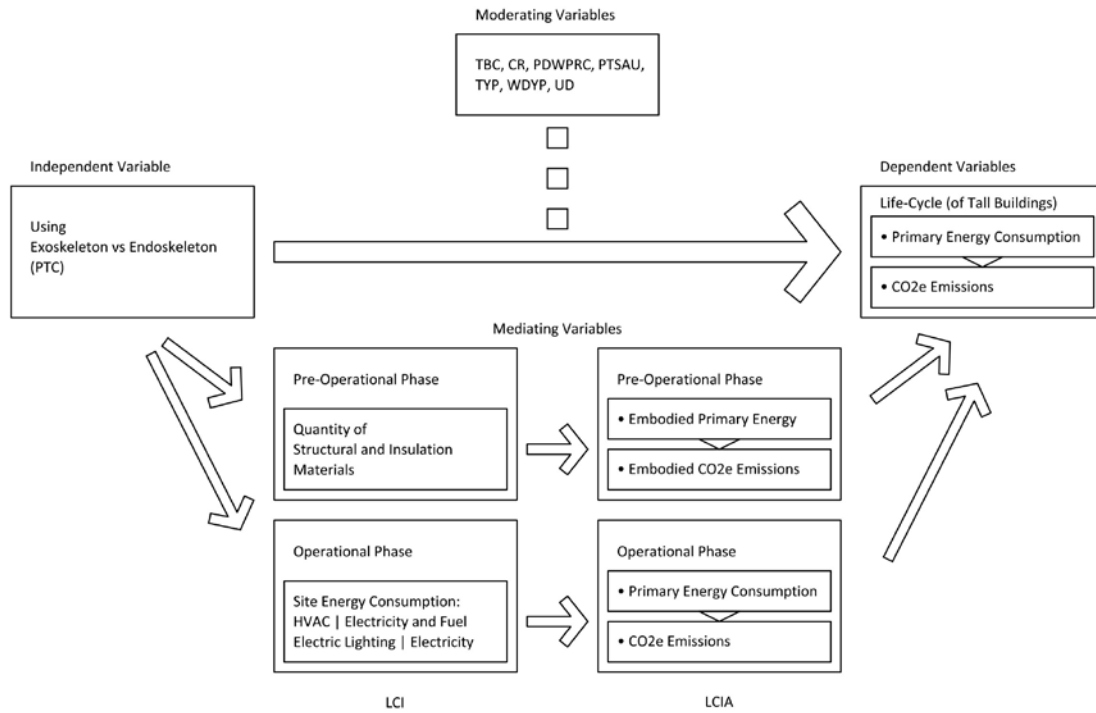 Moderating Variables
TBC, CR, PDWPRC, PTSAU,
TYP, WDYP, UD
Independent Variable
Using
Exoskeleton vs Endoskeleton
(PTC)
Dependent Variables
Life-Cycle (of Tall Buildings)
• Primary Energy Consumption
• CO2e Emissions
Mediating Variables
Pre-Operational Phase
Quantity of
Structural and Insulation
Materials
Pre-Operational Phase
• Embodied Primary Energy
• Embodied CO2e Emissions
Operational Phase
Site Energy Consumption:
HVAC | Electricity and Fuel
Electric Lighting | Electricity
Operational Phase
• Primary Energy Consumption
• CO2e Emissions
LCI
LCIA